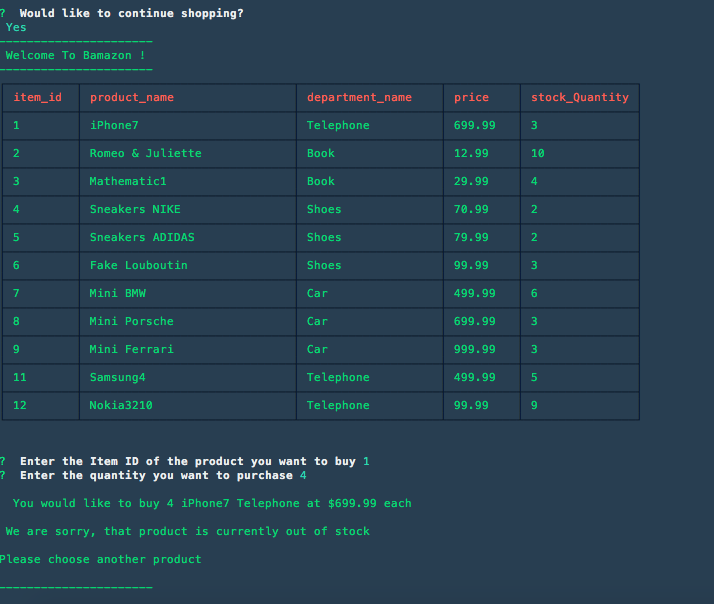 ? Would like to continue shopping?
Yes
----------------------
Welcome To Bamazon !
----------------------
item_id product_name department_name price stock_Quantity
1 iPhone7 Telephone 699.99 3
2 Romeo & Juliette Book 12.99 10
3 Mathematic1 Book 29.99 4
4 Sneakers NIKE Shoes 70.99 2
5 Sneakers ADIDAS Shoes 79.99 2
6 Fake Louboutin Shoes 99.99 3
7 Mini BMW Car 499.99 6
8 Mini Porsche Car 699.99 3
9 Mini Ferrari Car 999.99 3
11 Samsung4 Telephone 499.99 5
12 Nokia3210 Telephone 99.99 9
? Enter the Item ID of the product you want to buy 1
? Enter the quantity you want to purchase 4
You would like to buy 4 iPhone7 Telephone at $699.99 each
We are sorry, that product is currently out of stock
Please choose another product
----------------------